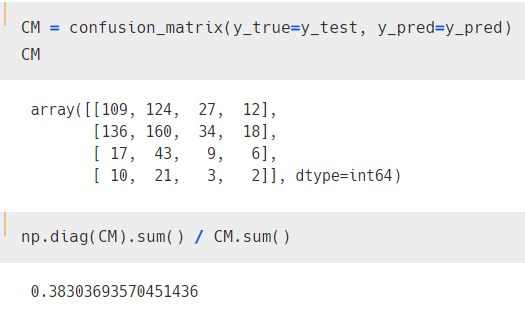 CM = confusion_matrix(y_true=y_test, y_pred=y_pred)
CM
array([[109, 124,  27,  12],
       [136, 160,  34,  18],
       [ 17,  43,   9,   6],
       [ 10,  21,   3,   2]], dtype=int64)
np.diag(CM).sum() / CM.sum()
0.38303693570451436